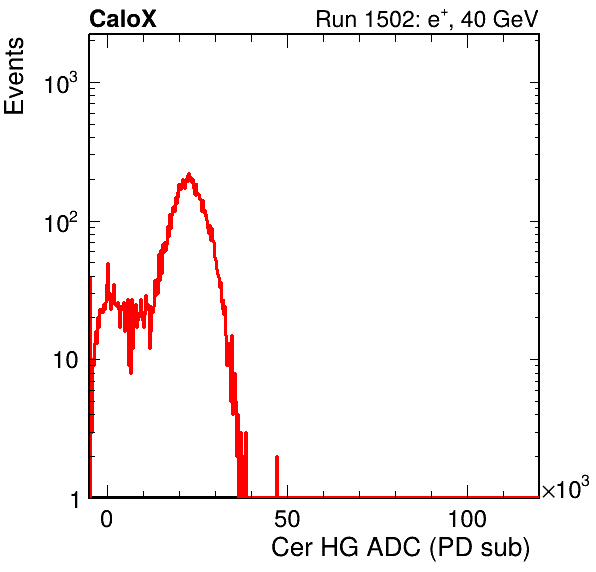 CaloX Run 1502: e⁺, 40 GeV
Events
10³
10²
10
1
0 50 100 ×10³
Cer HG ADC (PD sub)